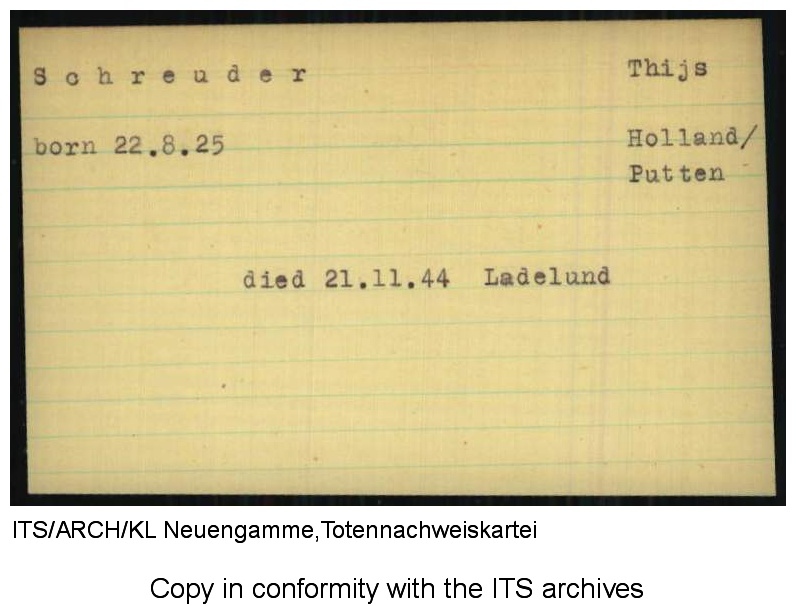 S c h r e u d e r Thijs
born 22.8.25 Holland/
Putten
died 21.11.44 Ladelund
ITS/ARCH/KL Neuengamme,Totennachweiskartei
Copy in conformity with the ITS archives